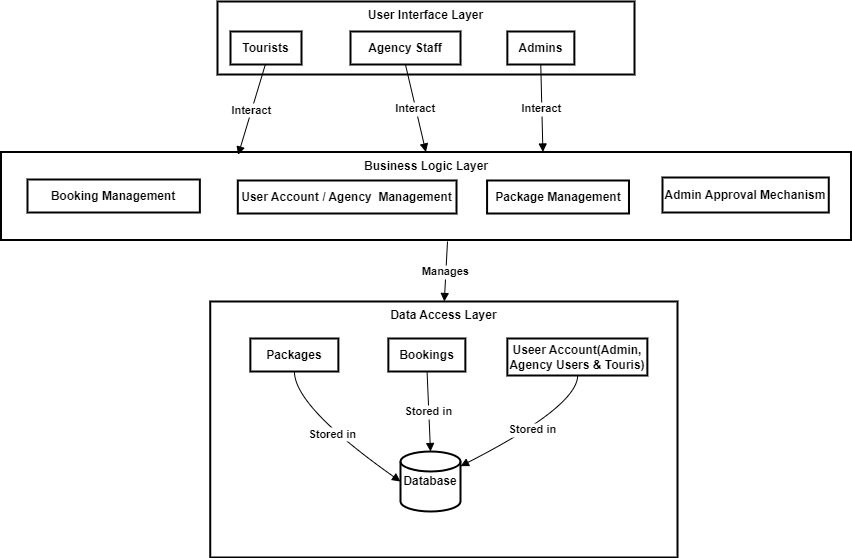 User Interface Layer
Tourists
Agency Staff
Admins
Interact
Interact
Interact
Business Logic Layer
Booking Management
User Account / Agency  Management
Package Management
Admin Approval Mechanism
Manages
Data Access Layer
Packages
Bookings
Useer Account(Admin,
Agency Users & Touris)
Stored in
Stored in
Stored in
Database